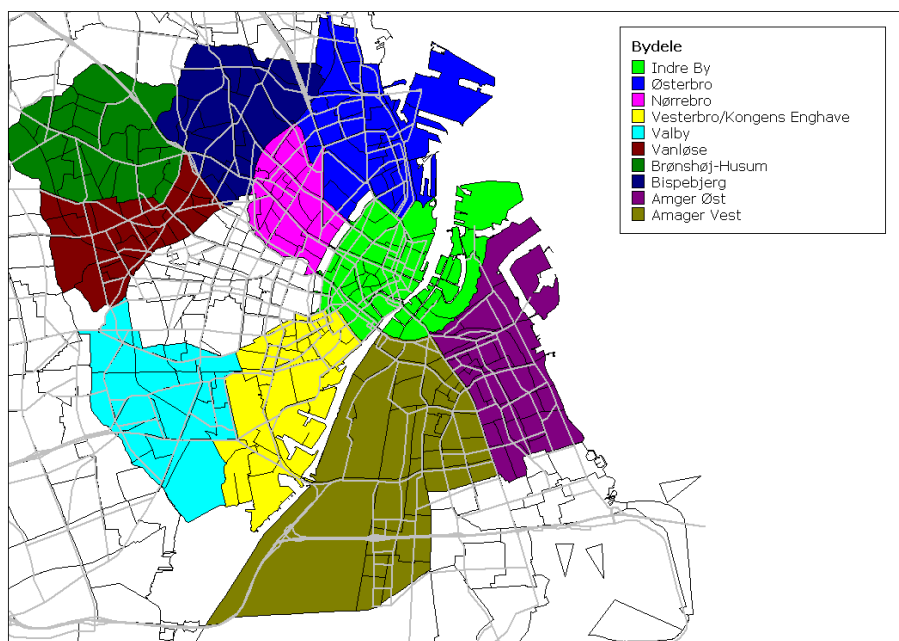 Bydele
Indre By
Østerbro
Nørrebro
Vesterbro/Kongens Enghave
Valby
Vanløse
Brønshøj-Husum
Bispebjerg
Amger Øst
Amager Vest